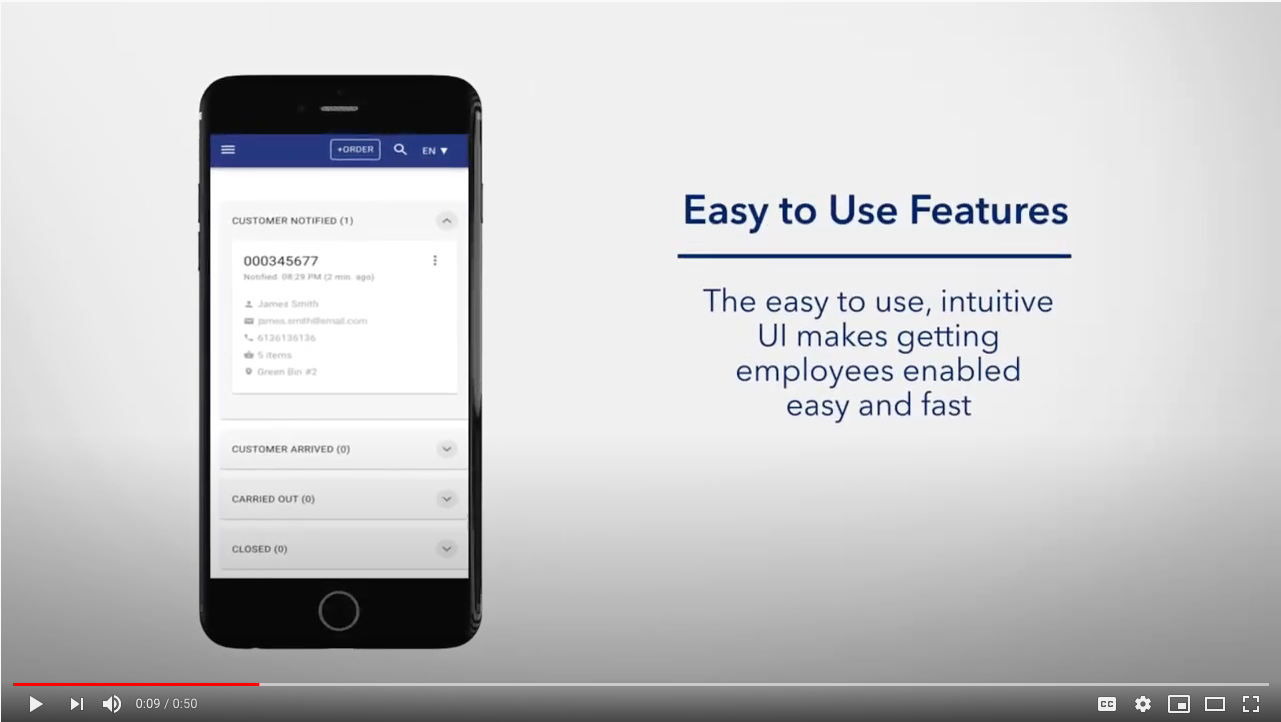 +ORDER
EN
CUSTOMER NOTIFIED (1)
000345677
Notified. 08:29 PM (2 min. ago)
James Smith
james.smth@email.com
6136136136
5 items
Green Bin #2
CUSTOMER ARRIVED (0)
CARRIED OUT (0)
CLOSED (0)
Easy to Use Features
The easy to use, intuitive
UI makes getting
employees enabled
easy and fast
0:09 / 0:50
CC